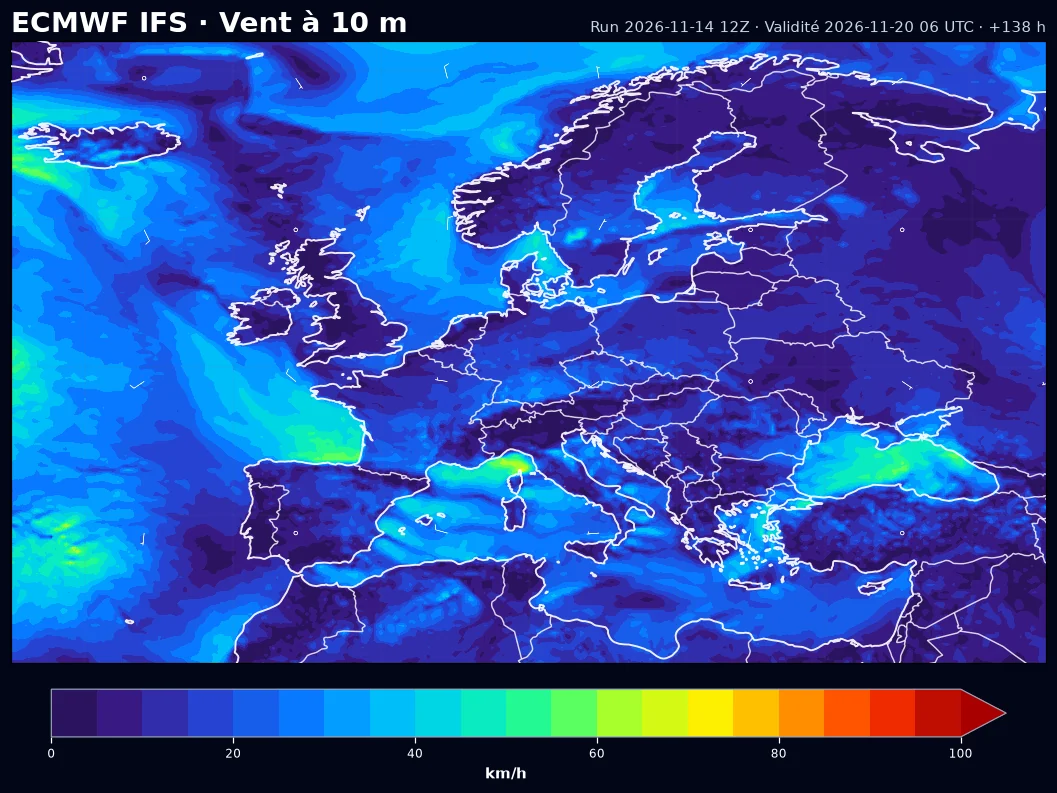 ECMWF IFS · Vent à 10 m
Run 2026-11-14 12Z · Validité 2026-11-20 06 UTC · +138 h
0 20 40 60 80 100
km/h